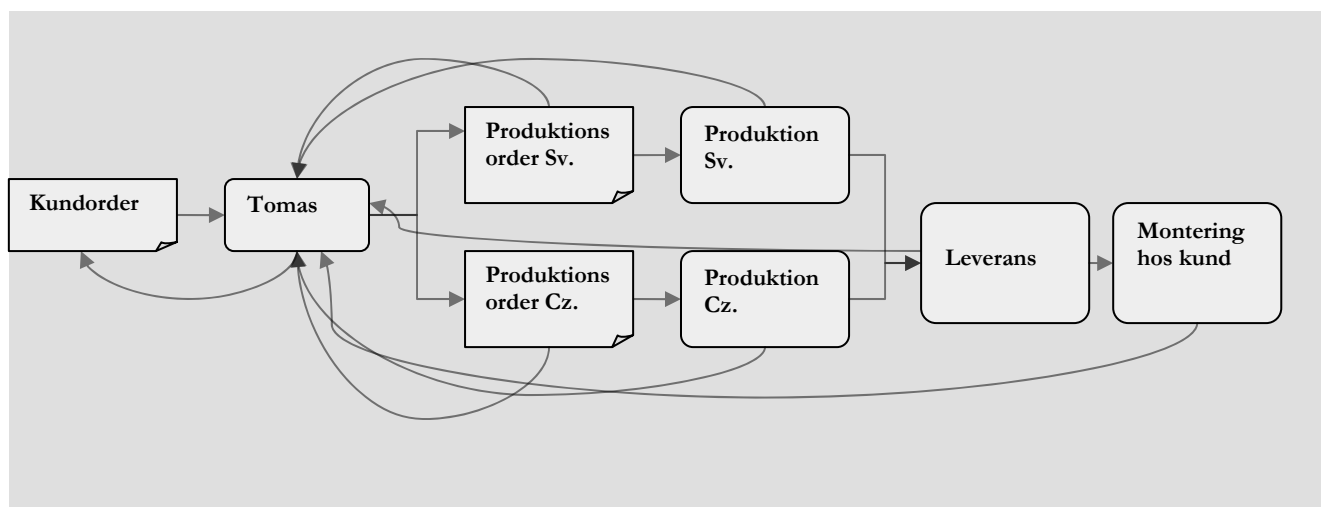 Kundorder
Tomas
Produktions
order Sv.
Produktion
Sv.
Produktions
order Cz.
Produktion
Cz.
Leverans
Montering
hos kund